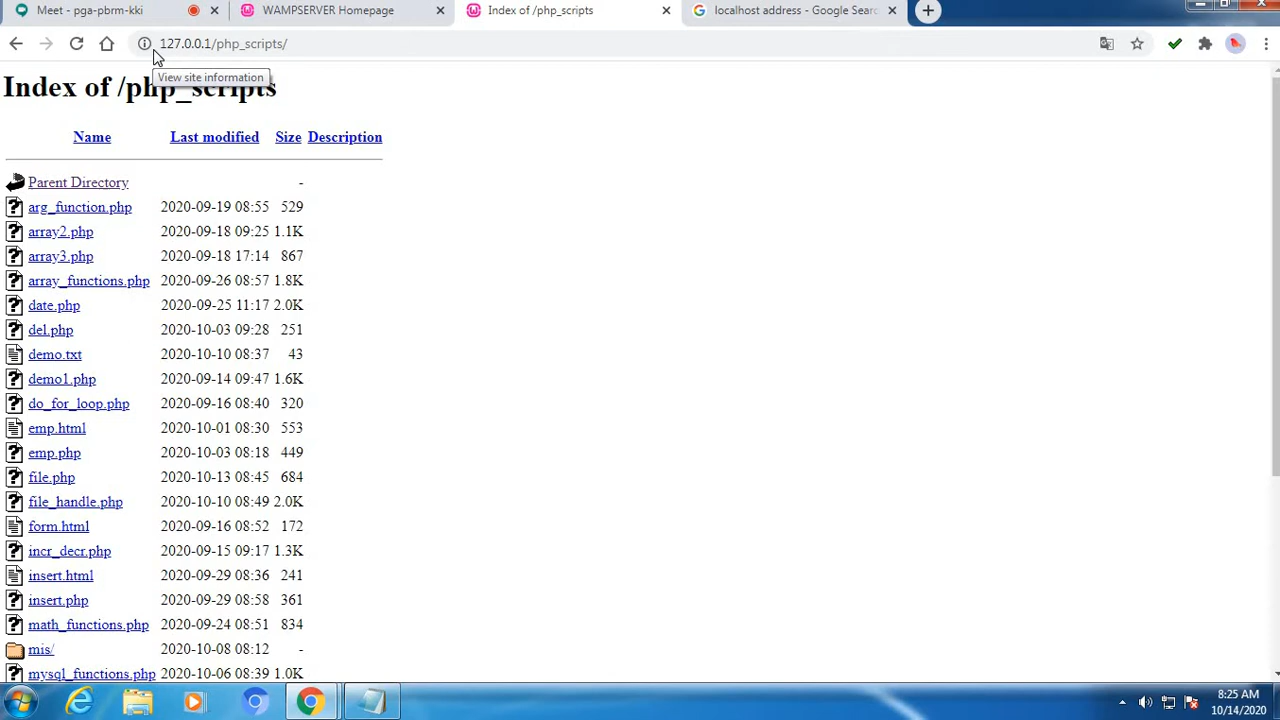 Meet - pga-pbrm-kki WAMPSERVER Homepage Index of /php_scripts localhost address - Google Sear
127.0.0.1/php_scripts/
View site information
Index of /php_scripts
Name Last modified Size Description
Parent Directory -
arg_function.php 2020-09-19 08:55 529
array2.php 2020-09-18 09:25 1.1K
array3.php 2020-09-18 17:14 867
array_functions.php 2020-09-26 08:57 1.8K
date.php 2020-09-25 11:17 2.0K
del.php 2020-10-03 09:28 251
demo.txt 2020-10-10 08:37 43
demo1.php 2020-09-14 09:47 1.6K
do_for_loop.php 2020-09-16 08:40 320
emp.html 2020-10-01 08:30 553
emp.php 2020-10-03 08:18 449
file.php 2020-10-13 08:45 684
file_handle.php 2020-10-10 08:49 2.0K
form.html 2020-09-16 08:52 172
incr_decr.php 2020-09-15 09:17 1.3K
insert.html 2020-09-29 08:36 241
insert.php 2020-09-29 08:58 361
math_functions.php 2020-09-24 08:51 834
mis/ 2020-10-08 08:12 -
mysql_functions.php 2020-10-06 08:39 1.0K
8:25 AM
10/14/2020